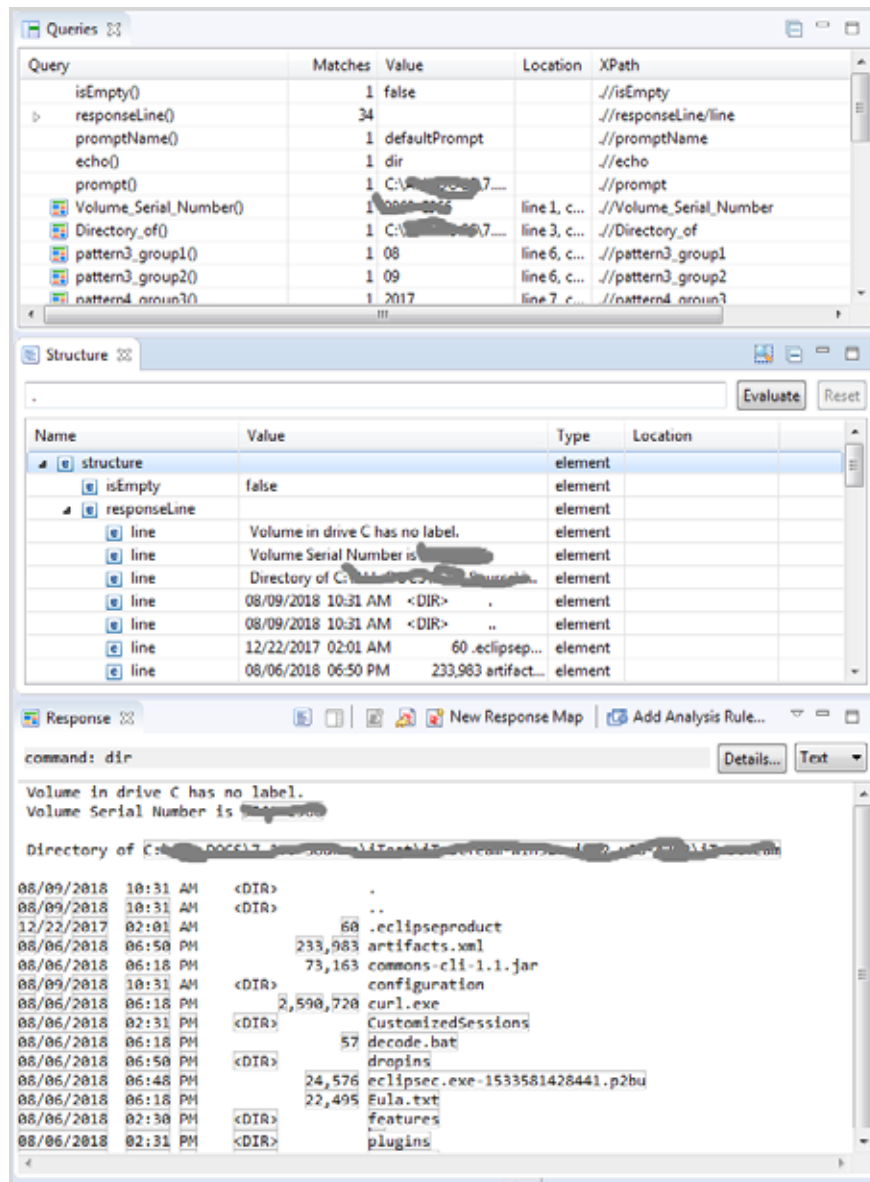 Queries
Query Matches Value Location XPath
isEmpty() 1 false .//isEmpty
responseLine() 34 .//responseLine/line
promptName() 1 defaultPrompt .//promptName
echo() 1 dir .//echo
prompt() 1 C:\ 7.... .//prompt
Volume_Serial_Number() 1 line 1, c... .//Volume_Serial_Number
Directory_of() 1 C:\ \7.... line 3, c... .//Directory_of
pattern3_group1() 1 08 line 6, c... .//pattern3_group1
pattern3_group2() 1 09 line 6, c... .//pattern3_group2
pattern4_group3() 1 2017 line 7, c... .//pattern4_group3
Structure
. Evaluate Reset
Name Value Type Location
structure element
isEmpty false element
responseLine element
line Volume in drive C has no label. element
line Volume Serial Number is element
line Directory of C:\ element
line 08/09/2018 10:31 AM <DIR> . element
line 08/09/2018 10:31 AM <DIR> .. element
line 12/22/2017 02:01 AM 60 .eclipsep... element
line 08/06/2018 06:50 PM 233,983 artifact... element
Response New Response Map Add Analysis Rule...
command: dir Details... Text
Volume in drive C has no label.
Volume Serial Number is
Directory of C:
08/09/2018 10:31 AM <DIR> .
08/09/2018 10:31 AM <DIR> ..
12/22/2017 02:01 AM 60 .eclipseproduct
08/06/2018 06:50 PM 233,983 artifacts.xml
08/06/2018 06:18 PM 73,163 commons-cli-1.1.jar
08/09/2018 10:31 AM <DIR> configuration
08/06/2018 06:18 PM 2,590,720 curl.exe
08/06/2018 02:31 PM <DIR> CustomizedSessions
08/06/2018 06:18 PM 57 decode.bat
08/06/2018 06:50 PM <DIR> dropins
08/06/2018 06:48 PM 24,576 eclipsec.exe-1533581428441.p2bu
08/06/2018 06:18 PM 22,495 Eula.txt
08/06/2018 02:30 PM <DIR> features
08/06/2018 02:31 PM <DIR> plugins